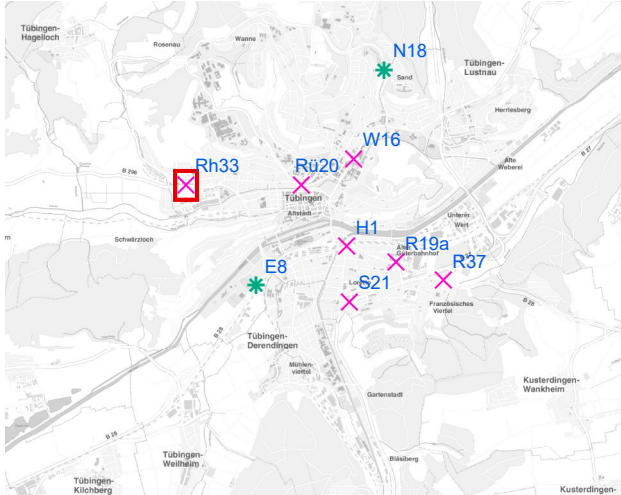 Tübingen-
Hagelloch
Rosenau
Wanne
N18
Sand
Tübingen-
Lustnau
Herrlesberg
B 27
W16
Alte
Weberei
B 296
Rh33
Rü20
Tübingen
Altstadt
Unterer
Wert
Schwärzloch
H1
Alter
Güterbahnhof
R19a
R37
E8
S21
B 28
Französisches
Viertel
B 28
Tübingen-
Derendingen
Mühlen-
viertel
Gartenstadt
Kusterdingen-
Wankheim
B 28
Tübingen-
Weilheim
Bläsiberg
Tübingen-
Kilchberg
Kusterdingen-